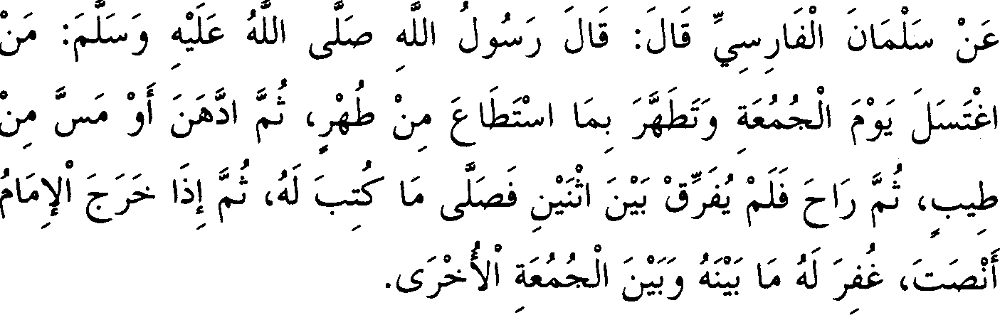 عَنْ سَلْمَانَ الْفَارِسِيِّ قَالَ: قَالَ رَسُولُ اللَّهِ صَلَّى اللَّهُ عَلَيْهِ وَسَلَّمَ: مَنْ
اغْتَسَلَ يَوْمَ الْجُمُعَةِ وَتَطَهَّرَ بِمَا اسْتَطَاعَ مِنْ طُهْرٍ، ثُمَّ ادَّهَنَ أَوْ مَسَّ مِنْ
طِيبٍ، ثُمَّ رَاحَ فَلَمْ يُفَرِّقْ بَيْنَ اثْنَيْنِ فَصَلَّى مَا كُتِبَ لَهُ، ثُمَّ إِذَا خَرَجَ الْإِمَامُ
أَنْصَتَ، غُفِرَ لَهُ مَا بَيْنَهُ وَبَيْنَ الْجُمُعَةِ الْأُخْرَى.